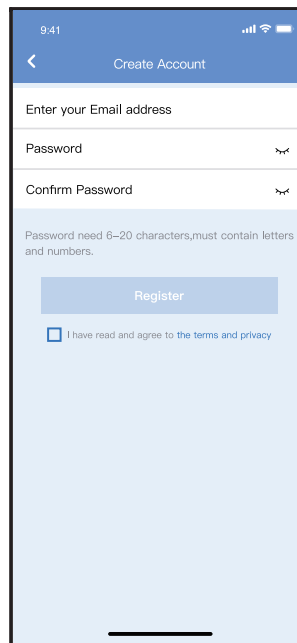 9:41
Create Account
Enter your Email address
Password
Confirm Password
Password need 6–20 characters,must contain letters
and numbers.
Register
I have read and agree to the terms and privacy